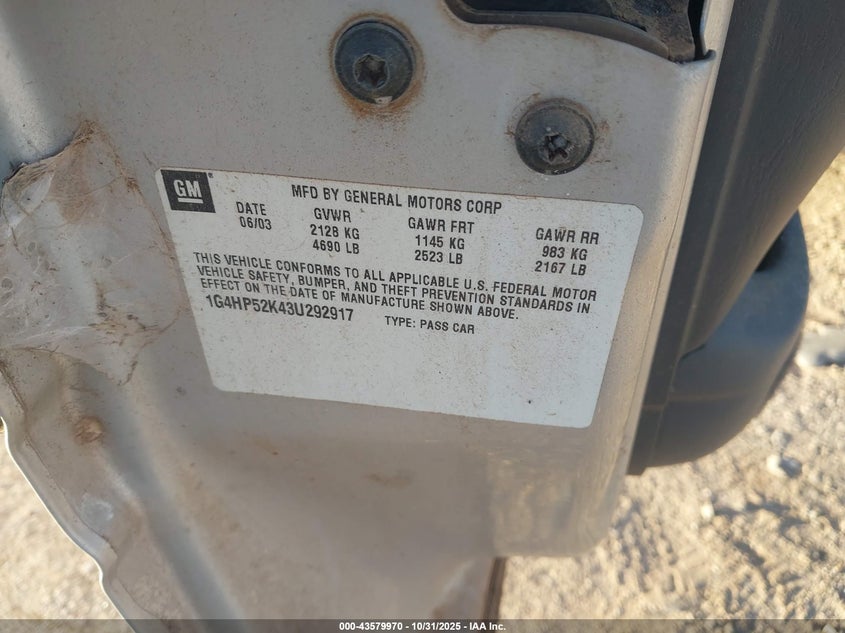 GM
MFD BY GENERAL MOTORS CORP
DATE GVWR GAWR FRT GAWR RR
06/03 2128 KG 1145 KG 983 KG
4690 LB 2523 LB 2167 LB
THIS VEHICLE CONFORMS TO ALL APPLICABLE U.S. FEDERAL MOTOR
VEHICLE SAFETY, BUMPER, AND THEFT PREVENTION STANDARDS IN
EFFECT ON THE DATE OF MANUFACTURE SHOWN ABOVE.
1G4HP52K43U292917 TYPE: PASS CAR
000-43579970 - 10/31/2025 - IAA Inc.